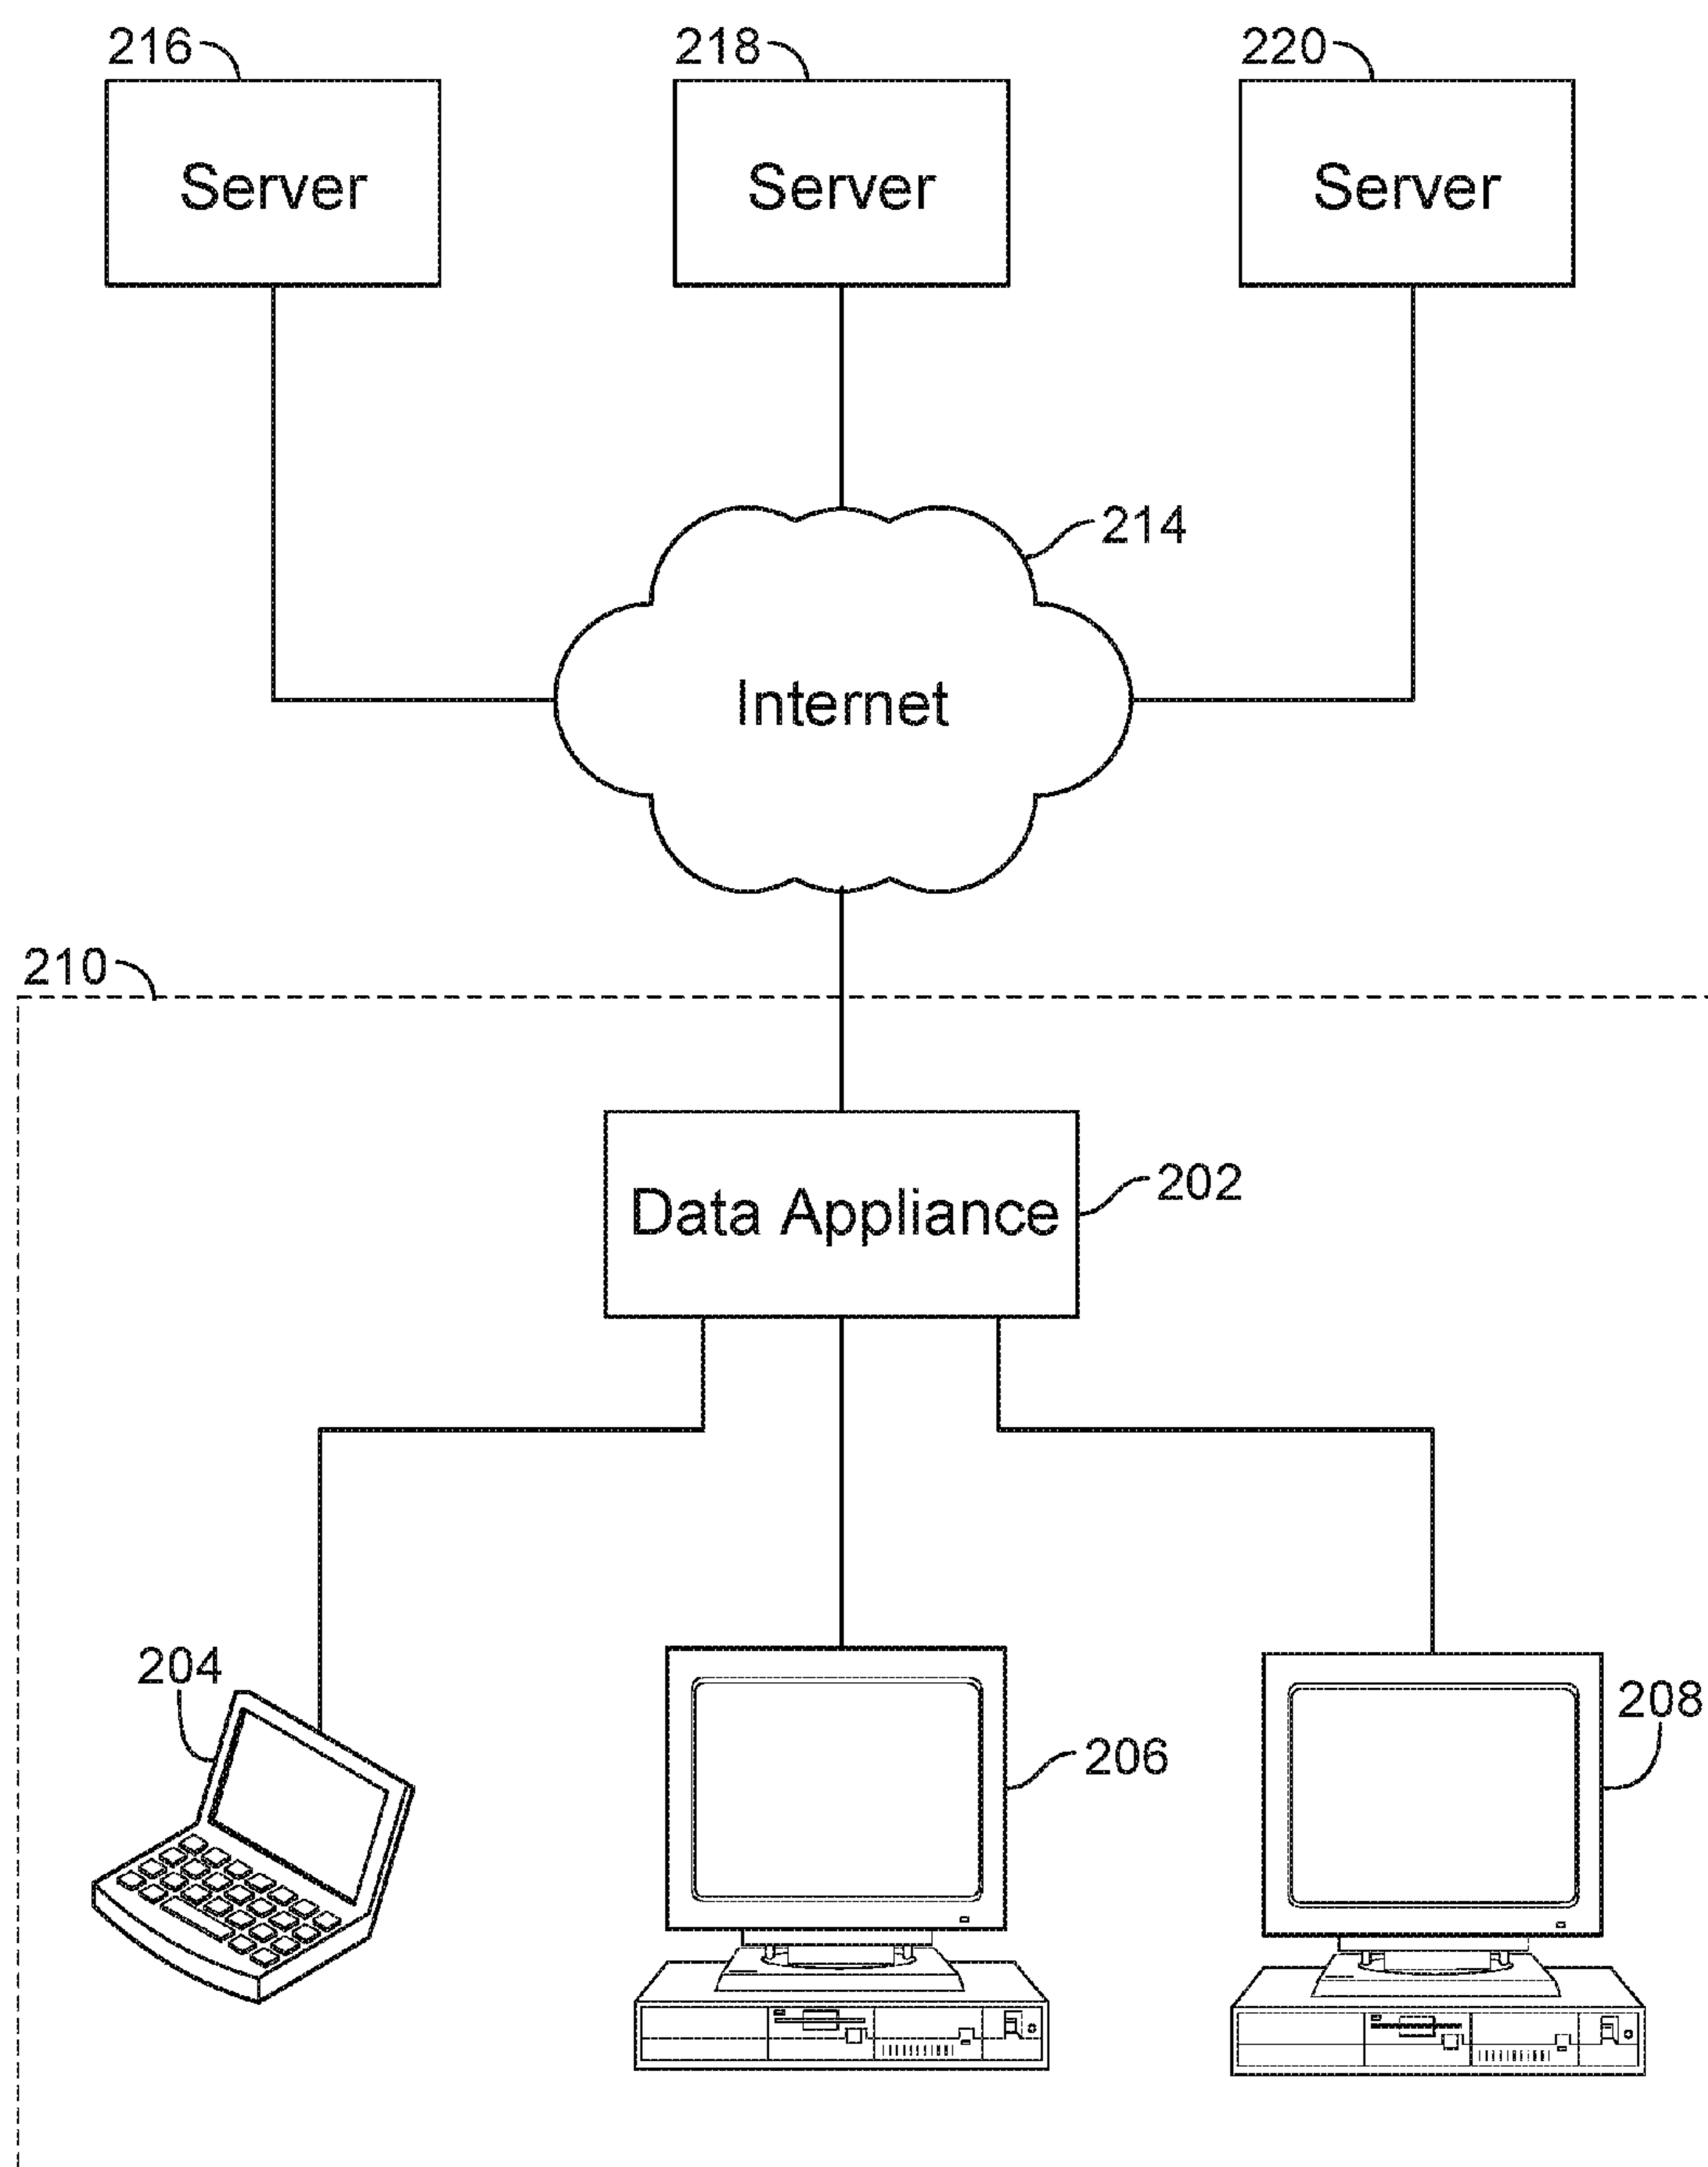 216
218
220
Server
Server
Server
214
Internet
210
202
Data Appliance
204
206
208